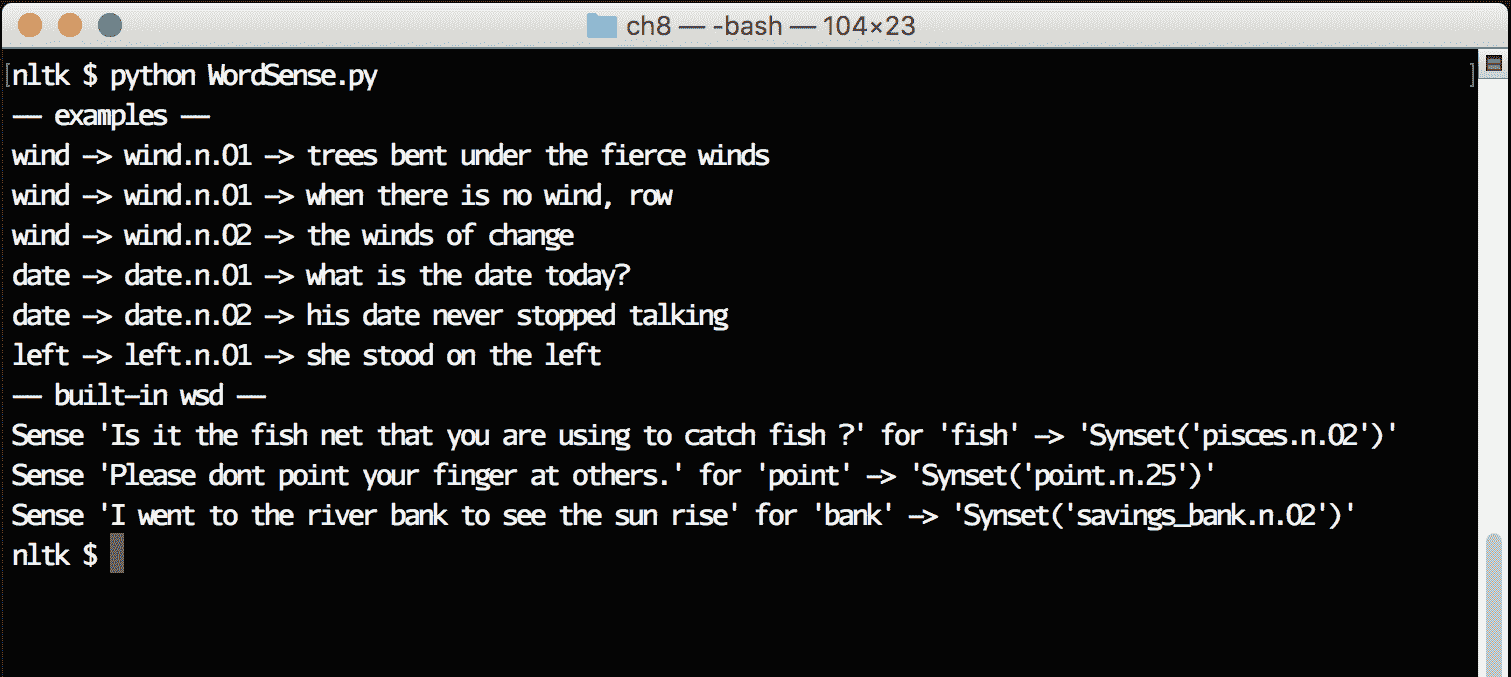 ch8 — -bash — 104×23
[nltk $ python WordSense.py ]
-- examples --
wind -> wind.n.01 -> trees bent under the fierce winds
wind -> wind.n.01 -> when there is no wind, row
wind -> wind.n.02 -> the winds of change
date -> date.n.01 -> what is the date today?
date -> date.n.02 -> his date never stopped talking
left -> left.n.01 -> she stood on the left
-- built-in wsd --
Sense 'Is it the fish net that you are using to catch fish ?' for 'fish' -> 'Synset('pisces.n.02')'
Sense 'Please dont point your finger at others.' for 'point' -> 'Synset('point.n.25')'
Sense 'I went to the river bank to see the sun rise' for 'bank' -> 'Synset('savings_bank.n.02')'
nltk $